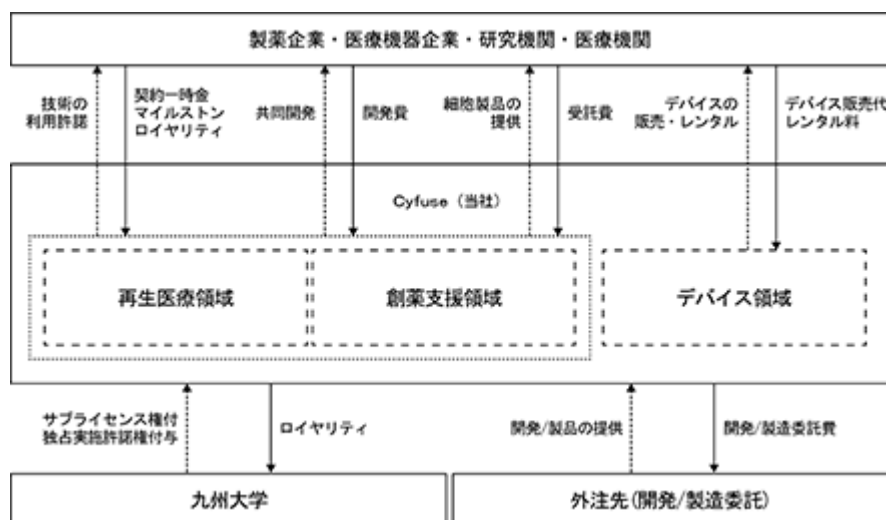 製薬企業・医療機器企業・研究機関・医療機関
技術の
利用許諾
契約一時金
マイルストン
ロイヤリティ
共同開発
開発費
細胞製品の
提供
受託費
デバイスの
販売・レンタル
デバイス販売代
レンタル料
Cyfuse（当社）
再生医療領域
創薬支援領域
デバイス領域
サブライセンス権付
独占実施許諾権付与
ロイヤリティ
開発/製品の提供
開発/製造委託費
九州大学
外注先(開発/製造委託)